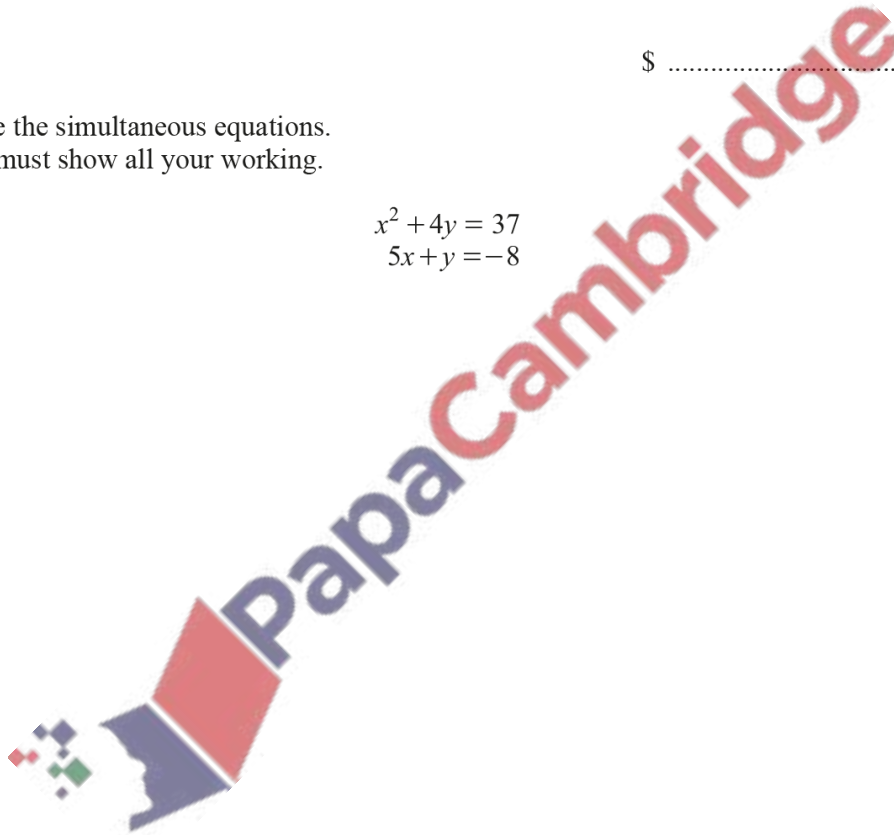 $ ................................
e the simultaneous equations.
must show all your working.
x² + 4y = 37
5x + y = −8
PapaCambridge